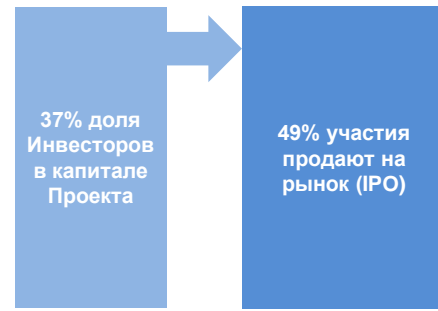 37% доля
Инвесторов
в капитале
Проекта
49% участия
продают на
рынок (IPO)